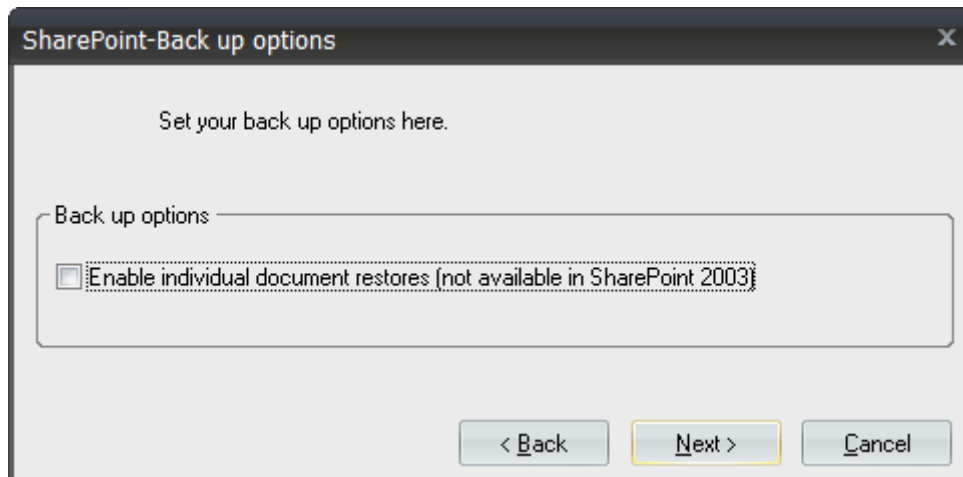 SharePoint-Back up options
x
Set your back up options here.
Back up options
Enable individual document restores (not available in SharePoint 2003)
< Back
Next >
Cancel